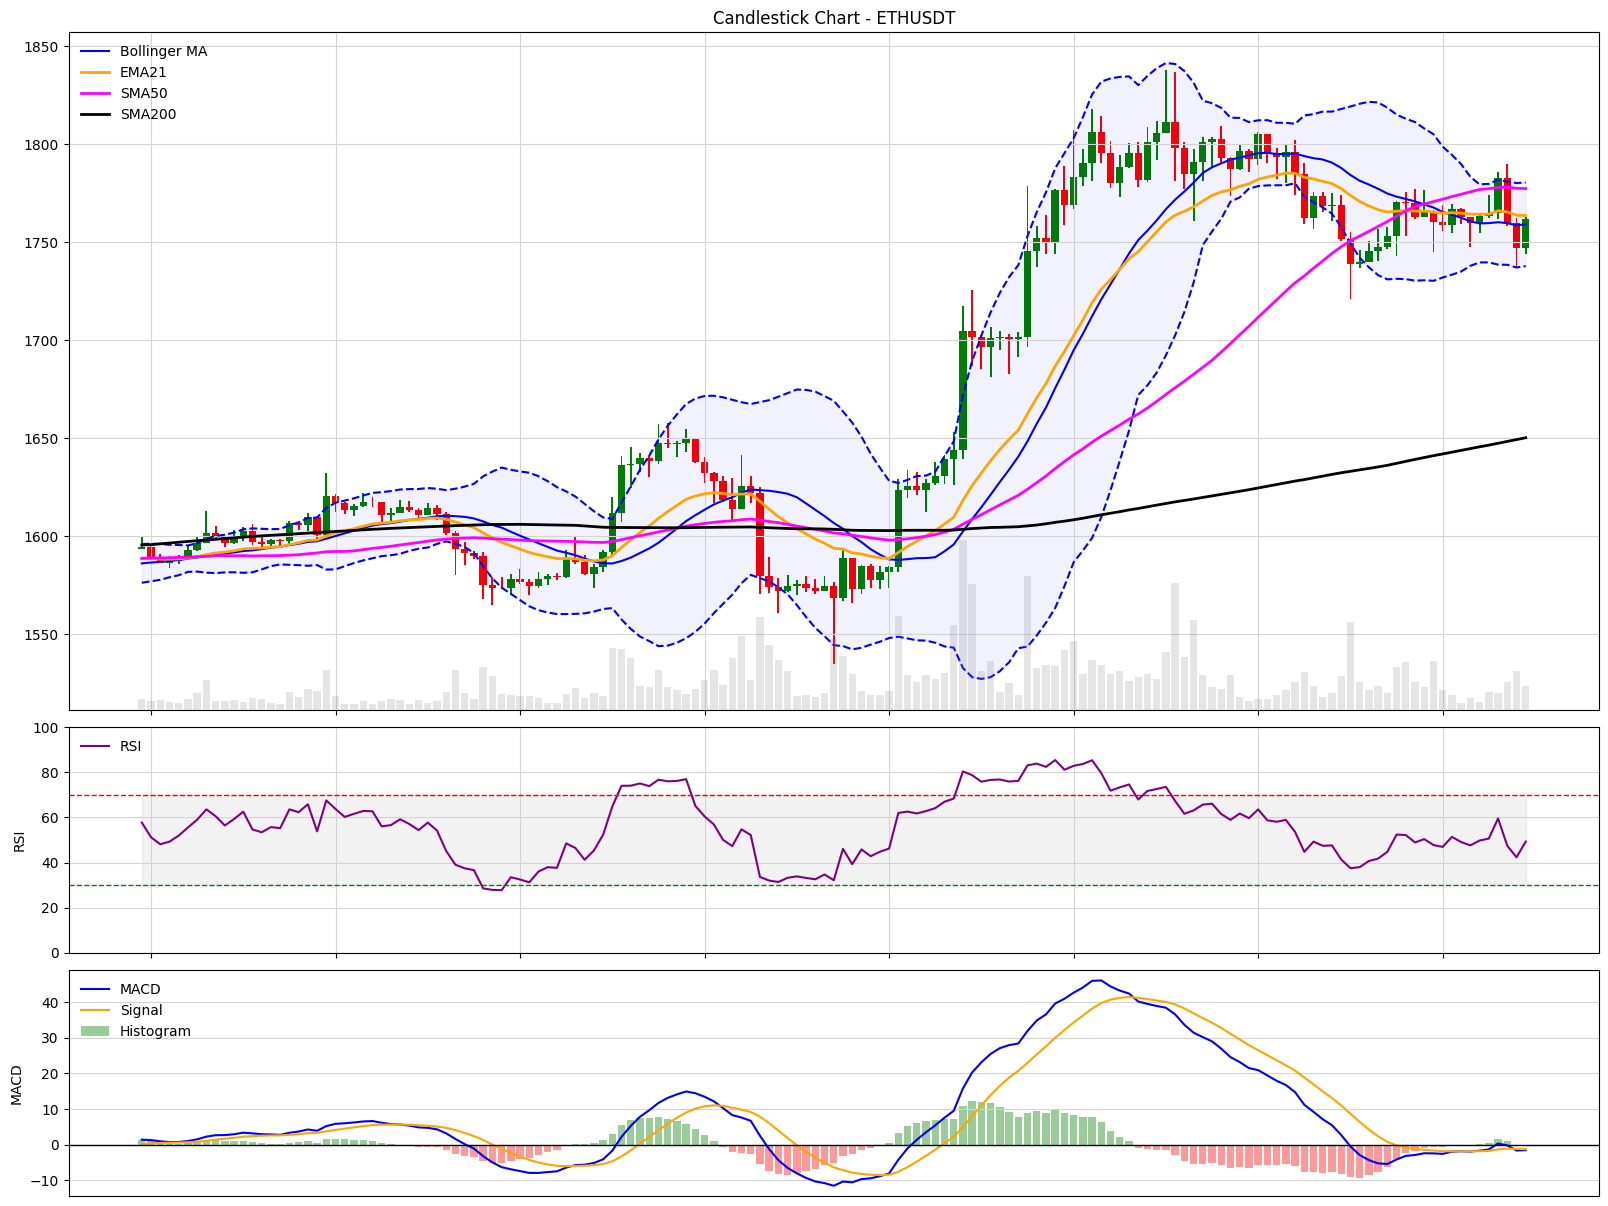 Candlestick Chart - ETHUSDT
1850
1800
1750
1700
1650
1600
1550
Bollinger MA
EMA21
SMA50
SMA200
100
80
60
40
20
0
RSI
RSI
40
30
20
10
0
−10
MACD
MACD
Signal
Histogram